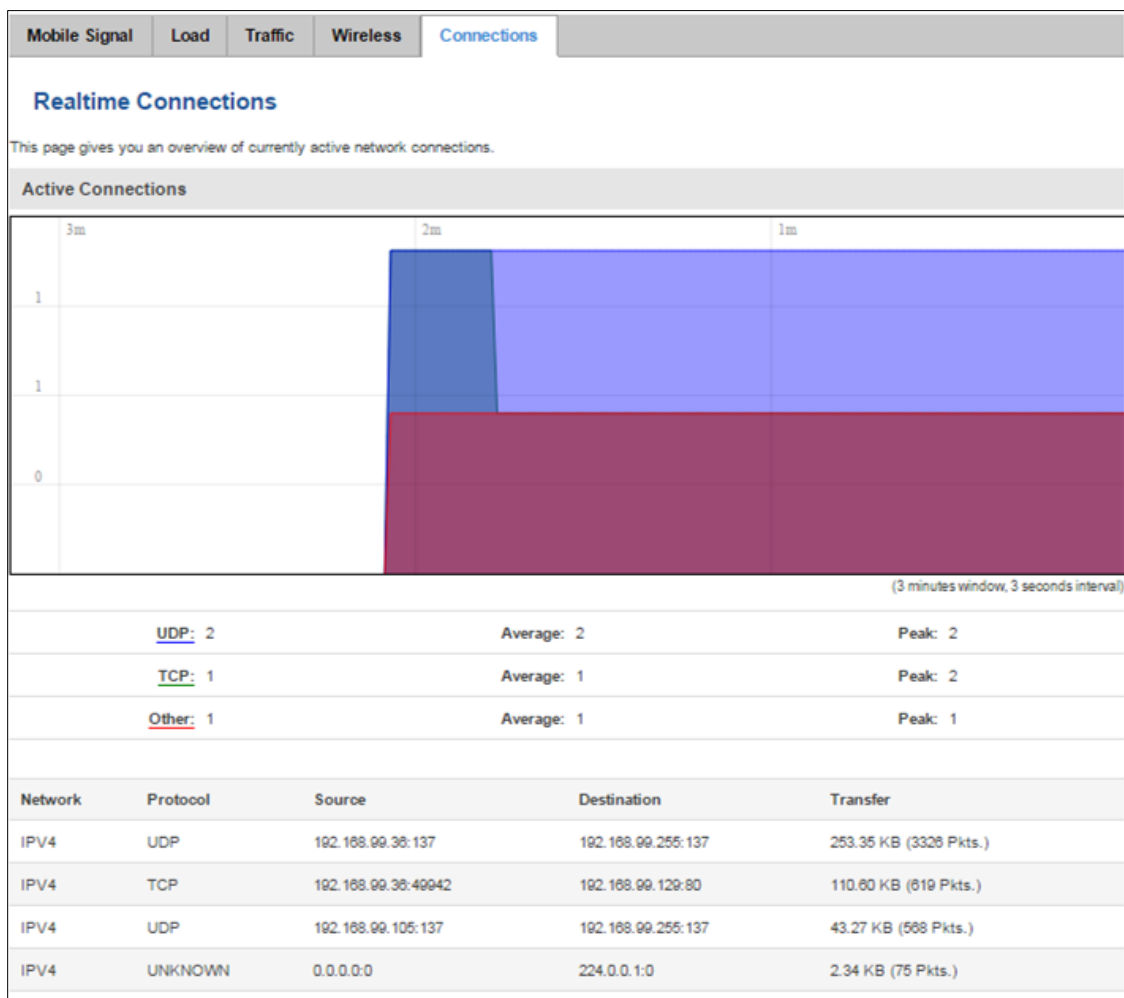 Mobile Signal Load Traffic Wireless Connections
Realtime Connections
This page gives you an overview of currently active network connections.
Active Connections
3m 2m 1m
1
1
0
(3 minutes window, 3 seconds interval)
UDP: 2 Average: 2 Peak: 2
TCP: 1 Average: 1 Peak: 2
Other: 1 Average: 1 Peak: 1
Network Protocol Source Destination Transfer
IPV4 UDP 192.168.99.36:137 192.168.99.255:137 253.35 KB (3326 Pkts.)
IPV4 TCP 192.168.99.36:49942 192.168.99.129:80 110.60 KB (619 Pkts.)
IPV4 UDP 192.168.99.105:137 192.168.99.255:137 43.27 KB (568 Pkts.)
IPV4 UNKNOWN 0.0.0.0:0 224.0.0.1:0 2.34 KB (75 Pkts.)